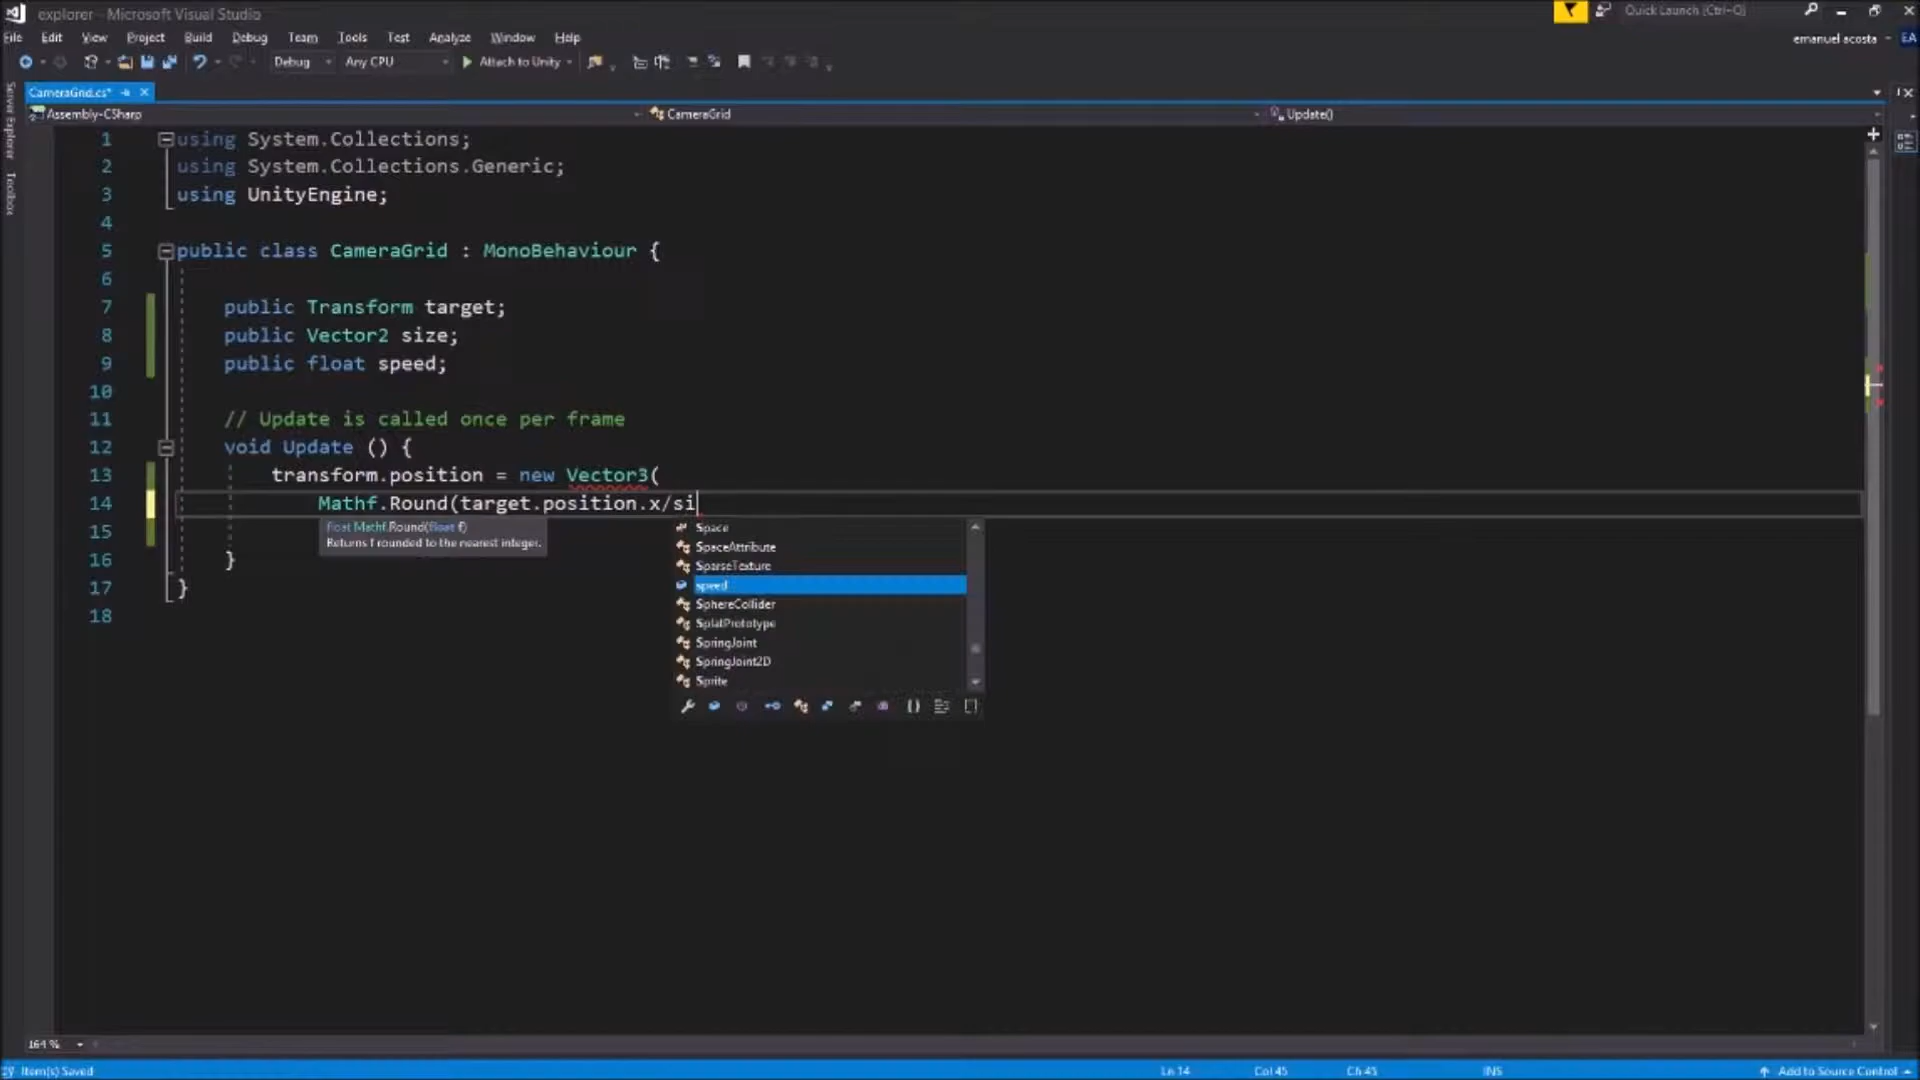 explorer - Microsoft Visual Studio
Quick Launch (Ctrl+Q)
File Edit View Project Build Debug Team Tools Test Analyze Window Help
emanuel acosta
EA
Debug Any CPU Attach to Unity
CameraGrid.cs*
Assembly-CSharp CameraGrid Update()
Server Explorer
Toolbox
1 using System.Collections;
2 using System.Collections.Generic;
3 using UnityEngine;
4
5 public class CameraGrid : MonoBehaviour {
6
7 public Transform target;
8 public Vector2 size;
9 public float speed;
10
11 // Update is called once per frame
12 void Update () {
13 transform.position = new Vector3(
14 Mathf.Round(target.position.x/si
float Mathf.Round(float f)
Returns f rounded to the nearest integer.
Space
SpaceAttribute
SparseTexture
speed
SphereCollider
SplatPrototype
SpringJoint
SpringJoint2D
Sprite
15
16 }
17 }
18
164 %
Item(s) Saved
Ln 14 Col 45 Ch 45 INS
Add to Source Control